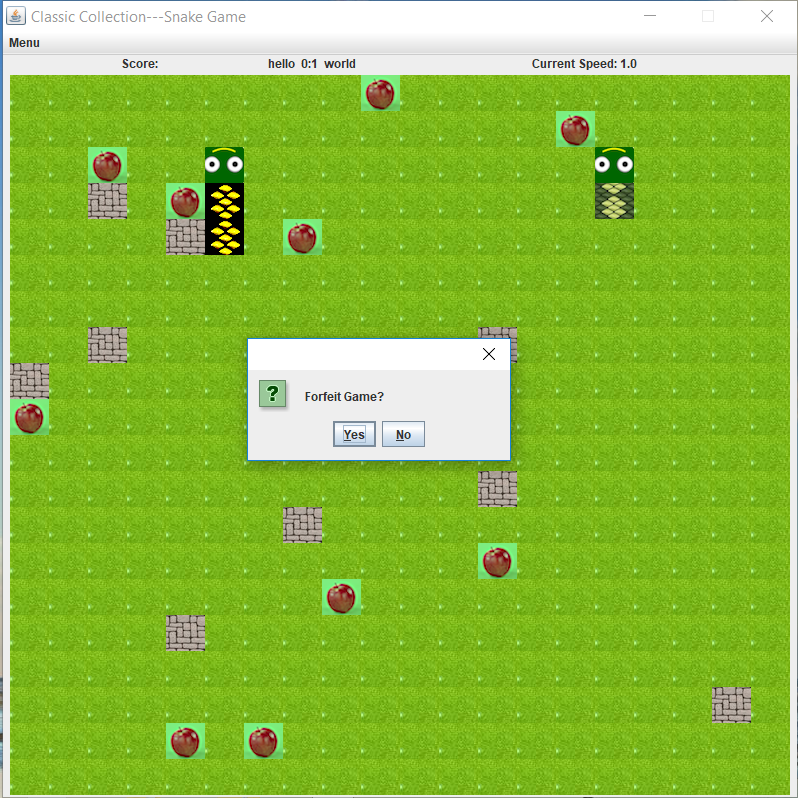 Classic Collection---Snake Game
Menu
Score: hello 0:1 world Current Speed: 1.0
Forfeit Game?
Yes No